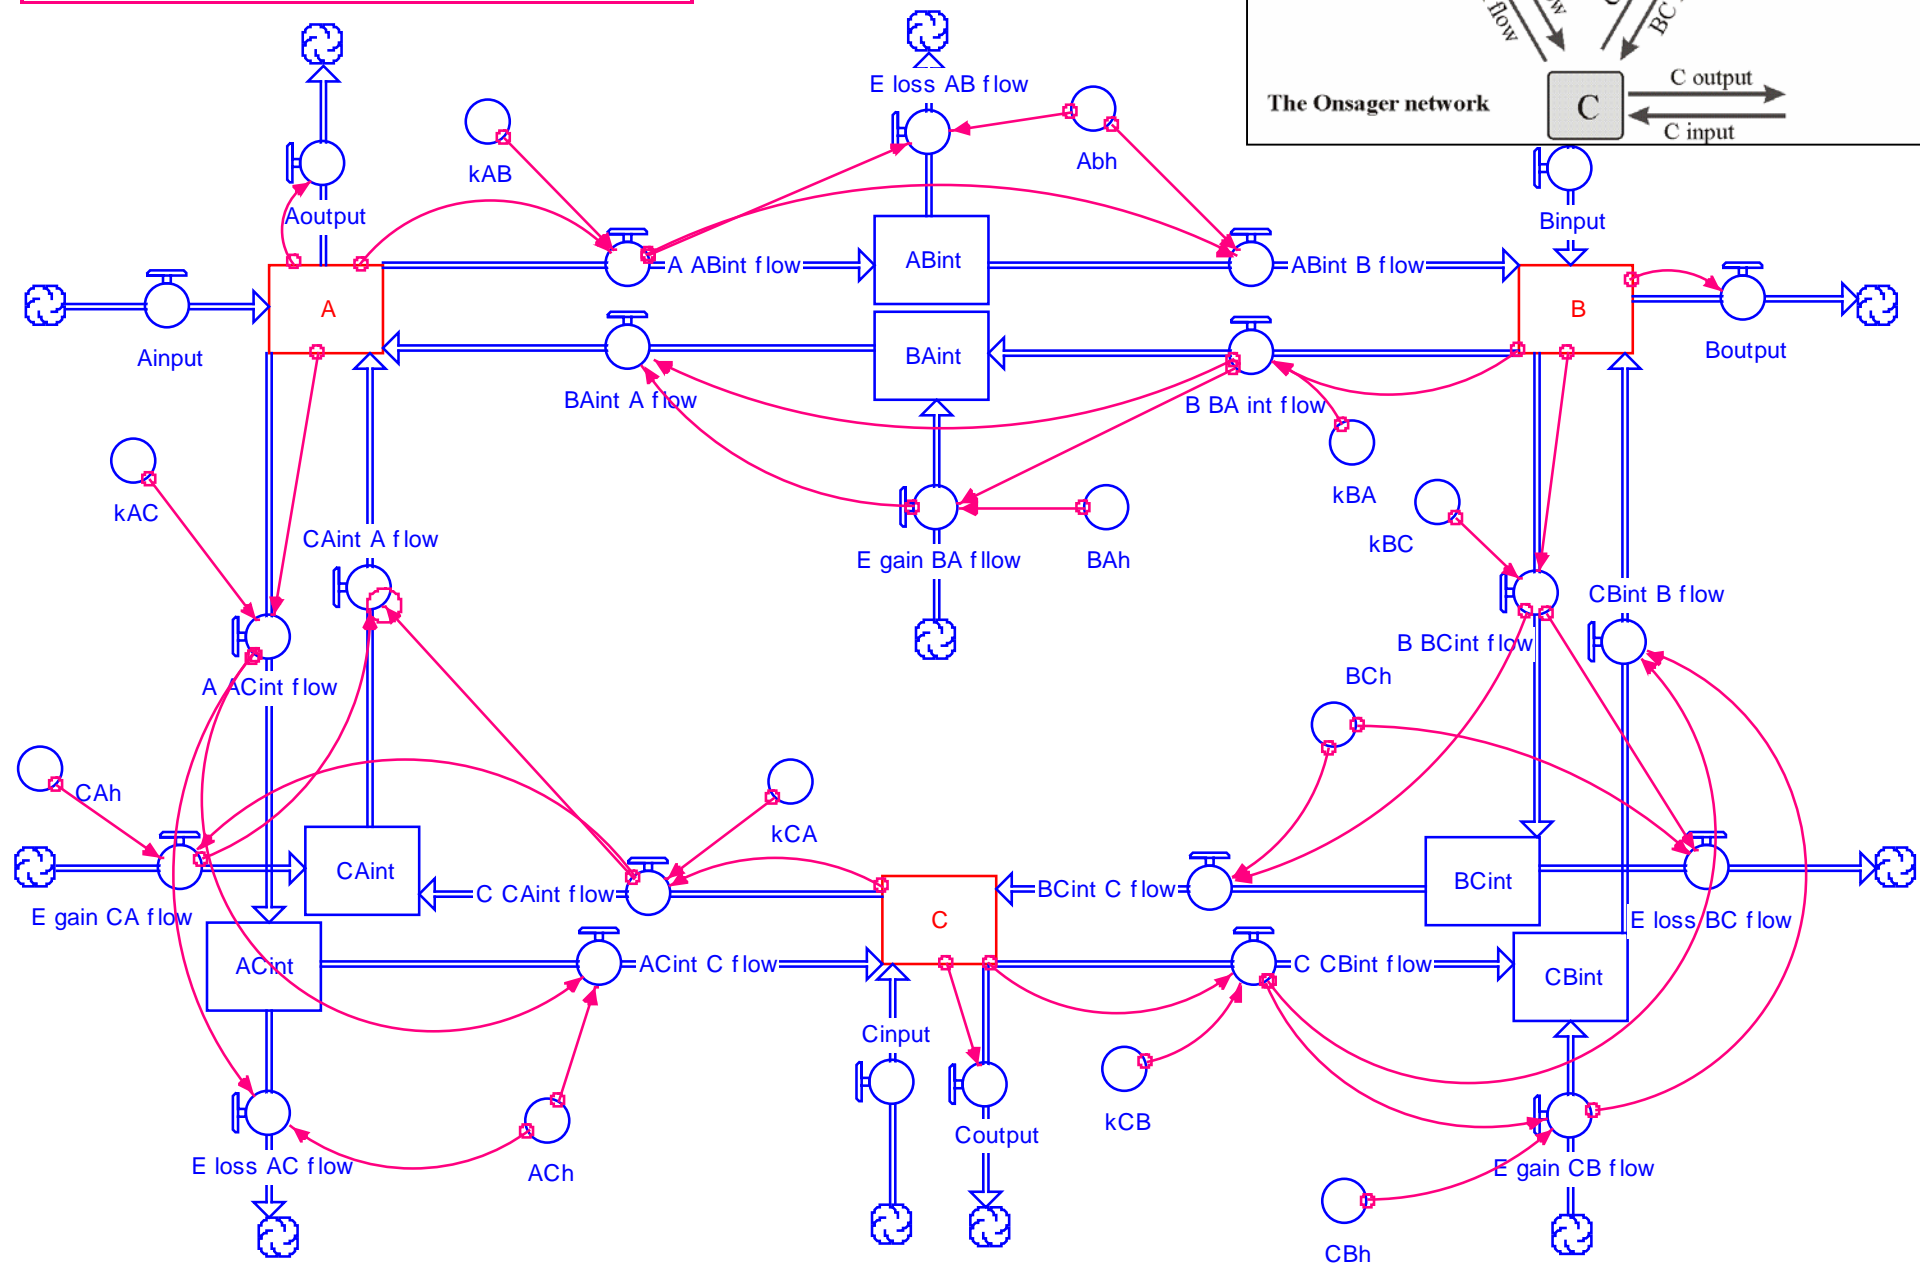 flow
BC
C output
The Onsager network
C
C input
E loss AB flow
kAB
Abh
Aoutput
Binput
A ABint flow
ABint
ABint B flow
A
B
Ainput
BAint
Boutput
BAint A flow
B BA int flow
kAC
kBA
CAint A flow
kBC
E gain BA fllow
BAh
CBint B flow
B BCint flow
A ACint flow
BCh
CAh
kCA
CAint
C CAint flow
BCint C flow
BCint
E gain CA flow
C
E loss BC flow
ACint
ACint C flow
C CBint flow
CBint
Cinput
kCB
Coutput
E loss AC flow
ACh
E gain CB flow
CBh